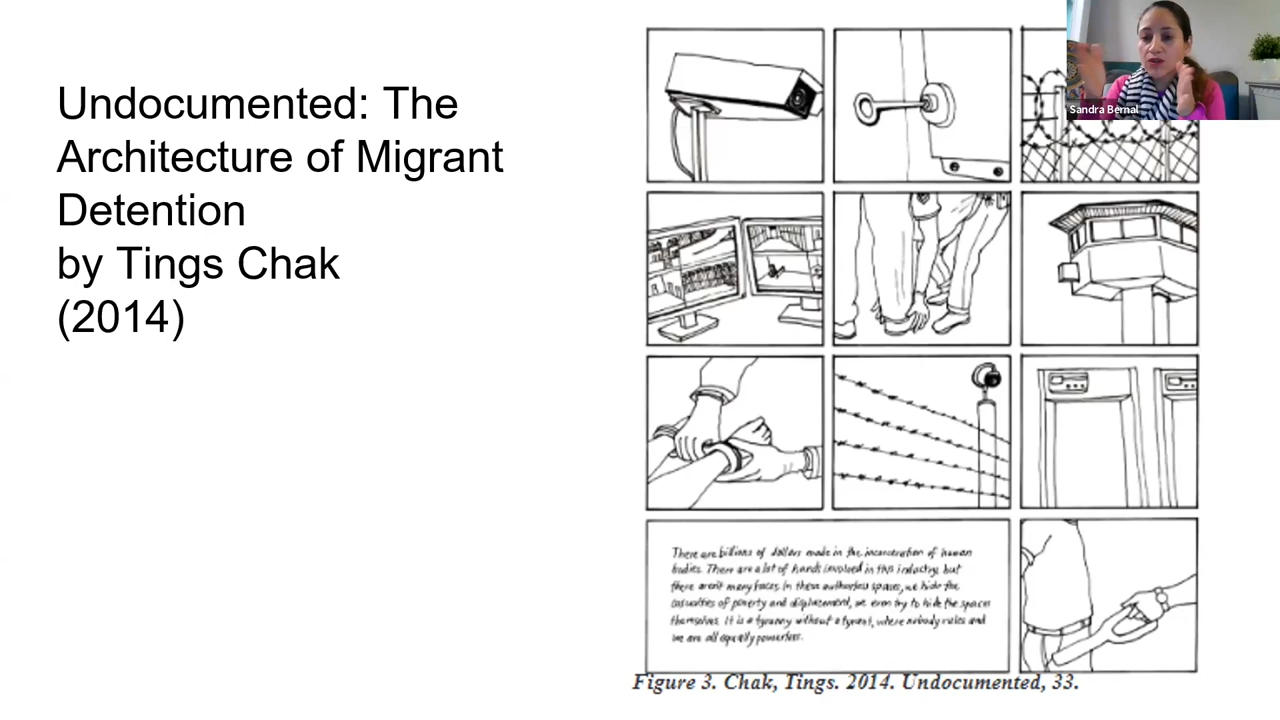 Undocumented: The
Architecture of Migrant
Detention
by Tings Chak
(2014)
Sandra Bernal
There are billions of dollars made in the incarceration of human
bodies. There are a lot of hands involved in this industry, but
there aren't many faces. In these authorless spaces, we hide the
casualties of poverty and displacement, we even try to hide the spaces
themselves. It is a tyranny without a tyrant, where nobody rules and
we are all equally powerless.
Figure 3. Chak, Tings. 2014. Undocumented, 33.